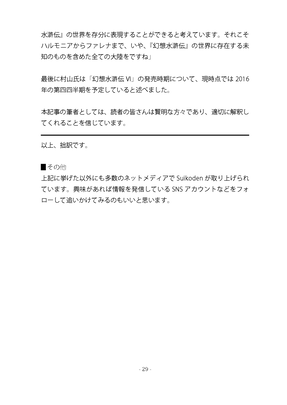 水滸伝』の世界を存分に表現することができると考えています。それこそ
ハルモニアからファレナまで、いや、『幻想水滸伝』の世界に存在する未
知のものを含めた全ての大陸をですね」
最後に村山氏は「幻想水滸伝 VI」の発売時期について、現時点では 2016
年の第四四半期を予定していると述べました。
本記事の筆者としては、読者の皆さんは賢明な方々であり、適切に解釈し
てくれることを信じています。
以上、拙訳です。
■その他
上記に挙げた以外にも多数のネットメディアで Suikoden が取り上げられ
ています。興味があれば情報を発信している SNS アカウントなどをフォ
ローして追いかけてみるのもいいと思います。
- 29 -